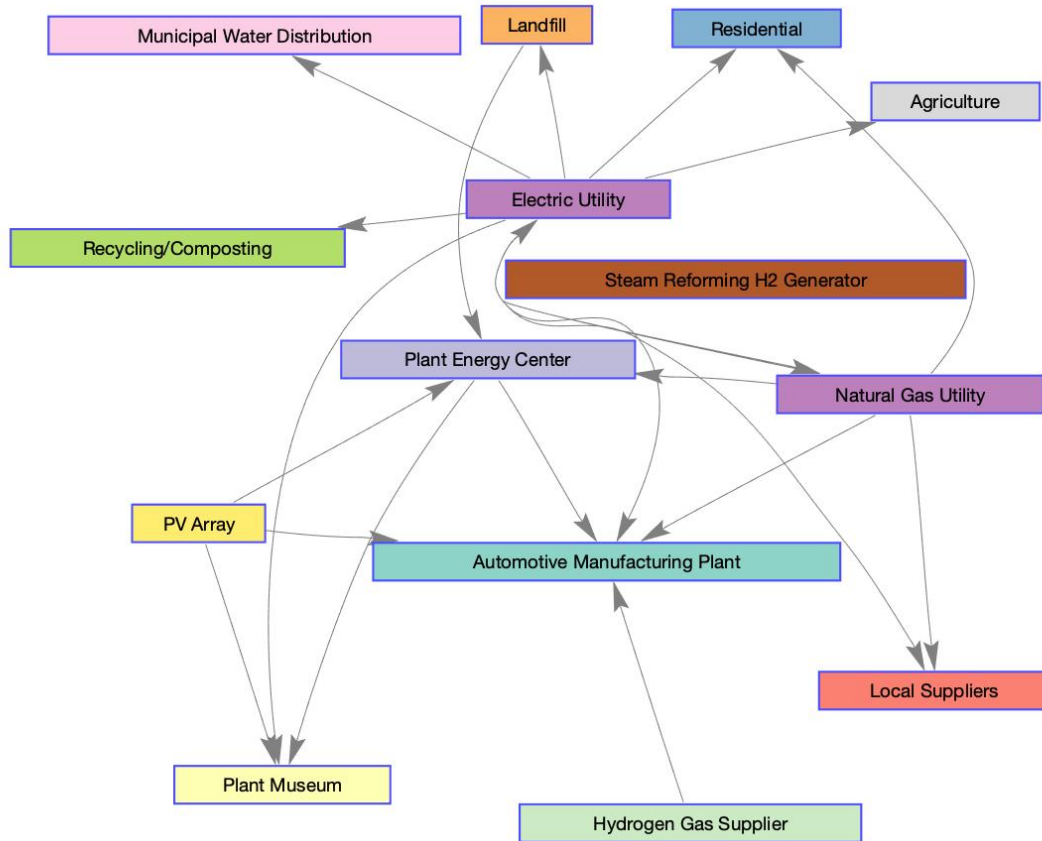 Municipal Water Distribution
Landfill
Residential
Agriculture
Electric Utility
Recycling/Composting
Steam Reforming H2 Generator
Plant Energy Center
Natural Gas Utility
PV Array
Automotive Manufacturing Plant
Local Suppliers
Plant Museum
Hydrogen Gas Supplier